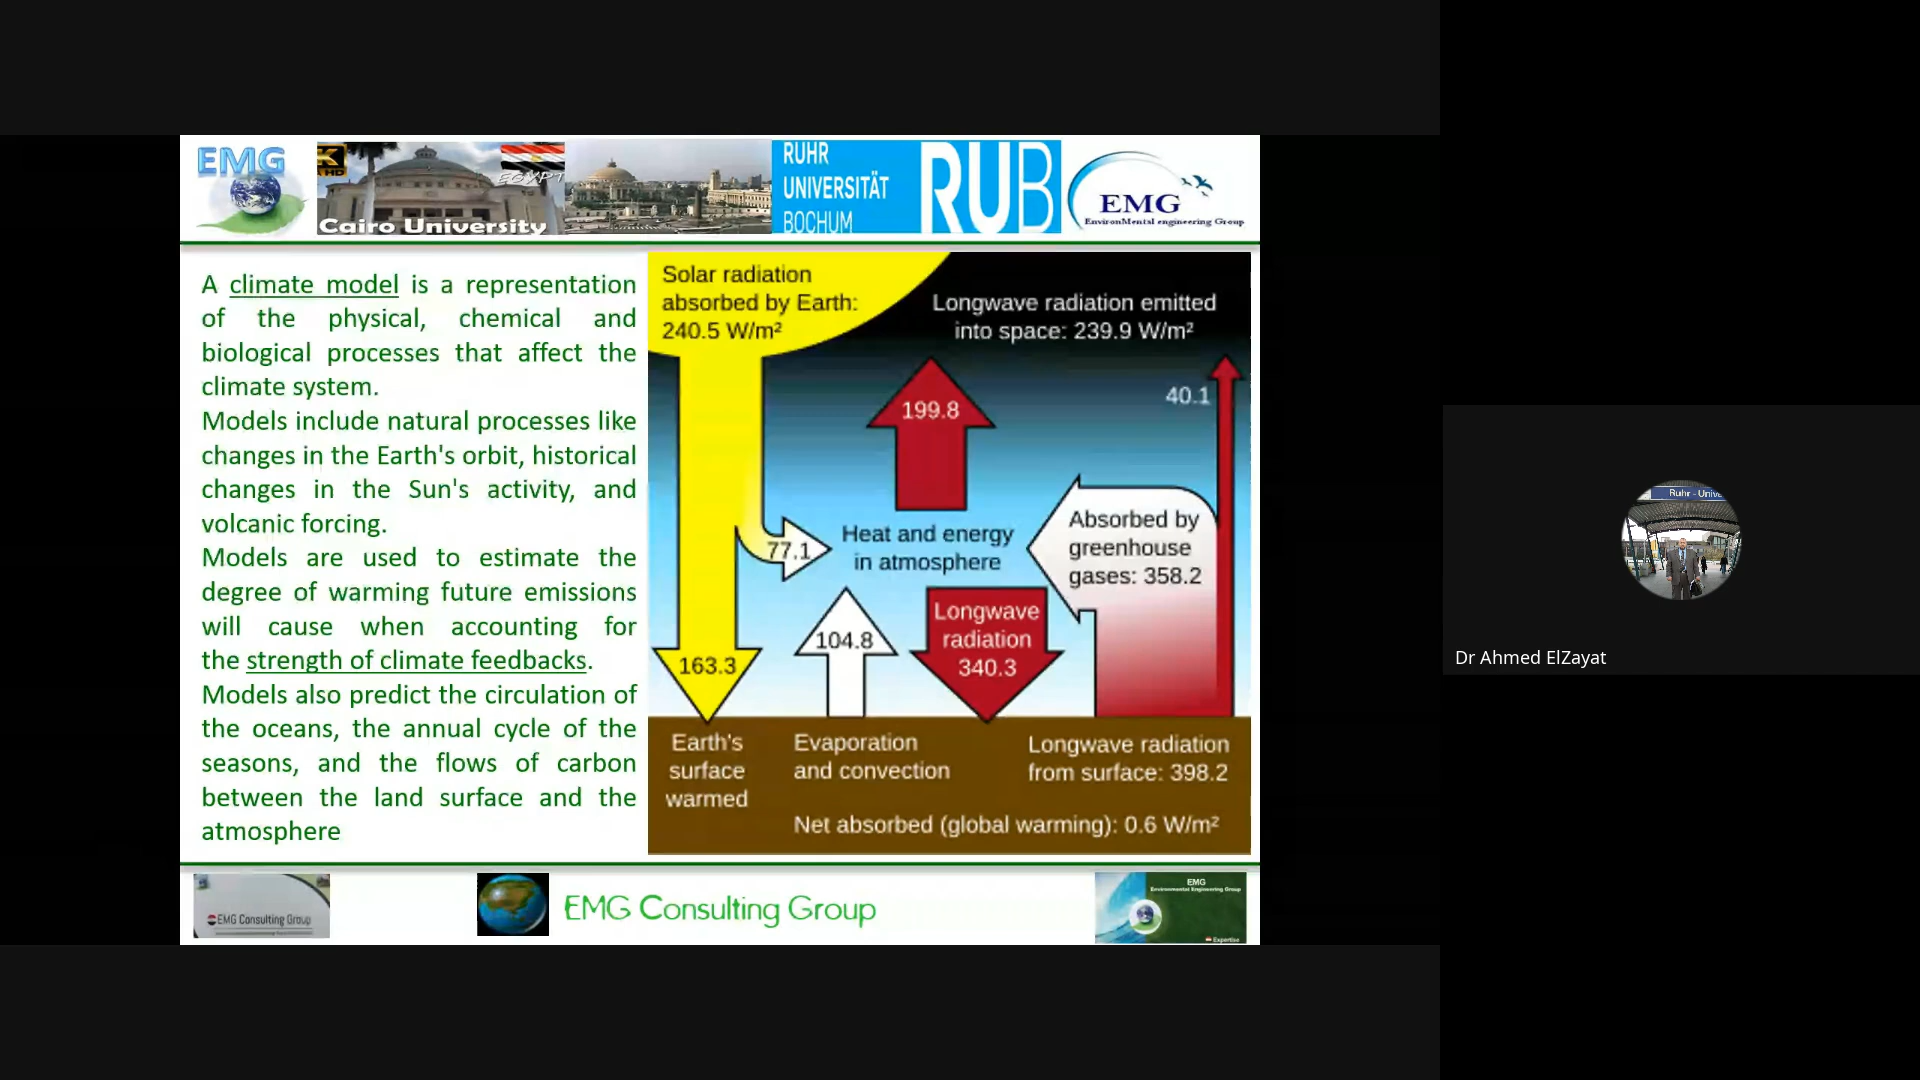 EMG
K
HD
EGYPT
Cairo University
RUHR
UNIVERSITÄT
BOCHUM
RUB
EMG
EnvironMental engineering Group
A climate model is a representation
of the physical, chemical and
biological processes that affect the
climate system.
Models include natural processes like
changes in the Earth's orbit, historical
changes in the Sun's activity, and
volcanic forcing.
Models are used to estimate the
degree of warming future emissions
will cause when accounting for
the strength of climate feedbacks.
Models also predict the circulation of
the oceans, the annual cycle of the
seasons, and the flows of carbon
between the land surface and the
atmosphere
Solar radiation
absorbed by Earth:
240.5 W/m²
Longwave radiation emitted
into space: 239.9 W/m²
199.8
40.1
77.1
Heat and energy
in atmosphere
Absorbed by
greenhouse
gases: 358.2
163.3
104.8
Longwave
radiation
340.3
Earth's
surface
warmed
Evaporation
and convection
Longwave radiation
from surface: 398.2
Net absorbed (global warming): 0.6 W/m²
EMG Consulting Group
EMG Consulting Group
EMG
Environmental Engineering Group
Expertise
Ruhr - Unive
Dr Ahmed ElZayat